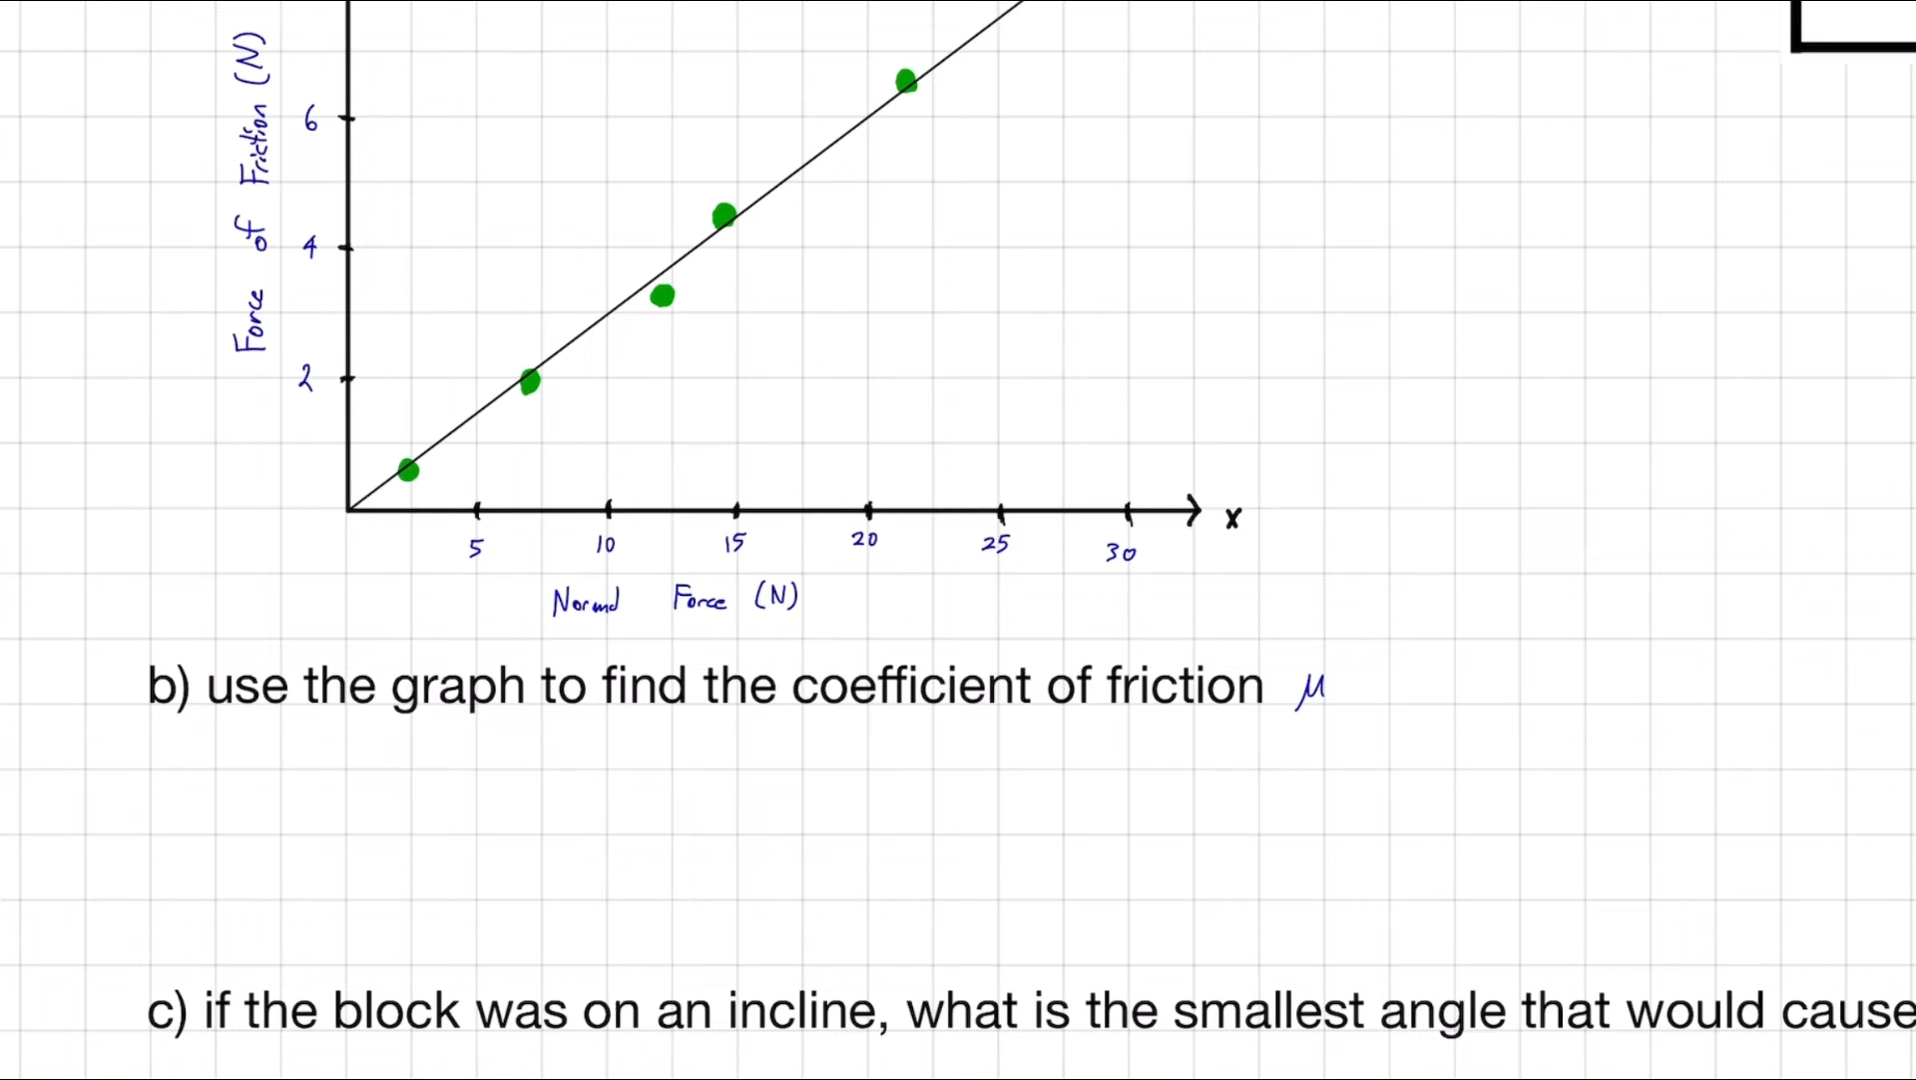 Force of Friction (N)
6
4
2
x
5 10 15 20 25 30
Normal Force (N)
b) use the graph to find the coefficient of friction μ
c) if the block was on an incline, what is the smallest angle that would cause